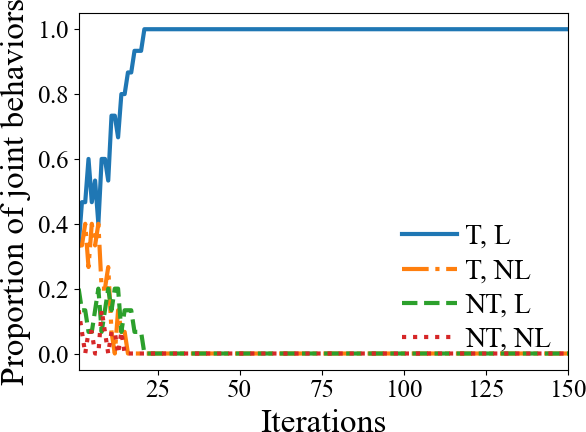 Proportion of joint behaviors
1.0
0.8
0.6
0.4
0.2
0.0
T, L
T, NL
NT, L
NT, NL
25 50 75 100 125 150
Iterations